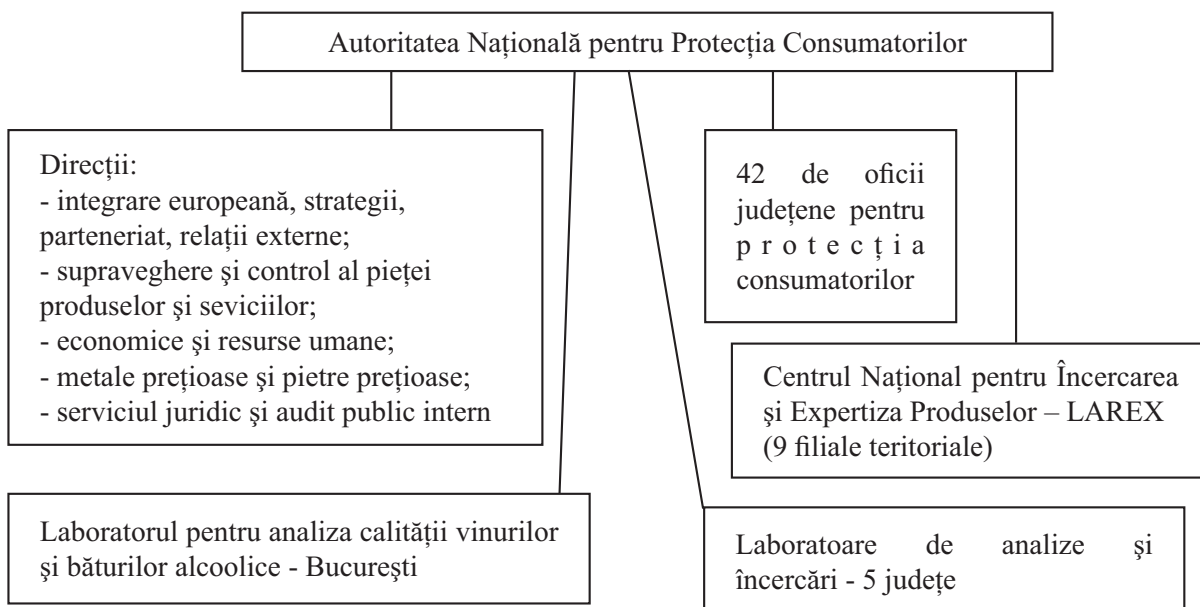 Autoritatea Națională pentru Protecția Consumatorilor
Direcții:
- integrare europeană, strategii,
parteneriat, relații externe;
- supraveghere şi control al pieței
produselor şi seviciilor;
- economice şi resurse umane;
- metale prețioase şi pietre prețioase;
- serviciul juridic şi audit public intern
42 de oficii
județene pentru
protecția
consumatorilor
Centrul Național pentru Încercarea
şi Expertiza Produselor – LAREX
(9 filiale teritoriale)
Laboratorul pentru analiza calității vinurilor
şi băturilor alcoolice - Bucureşti
Laboratoare de analize şi
încercări - 5 județe